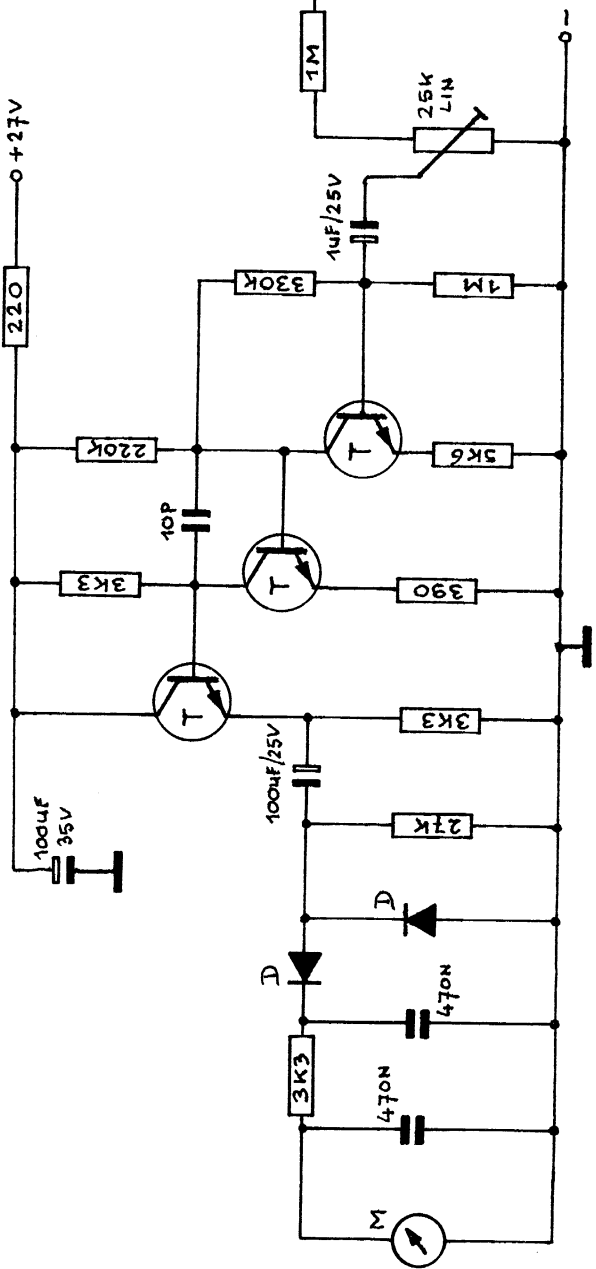 1M
o -
+27V
25K
LIN
1uF/25V
220
330K
1M
220K
T
5K6
10P
3K3
T
390
T
100uF/25V
3K3
100uF
35V
27K
D
D
470N
3K3
470N
M